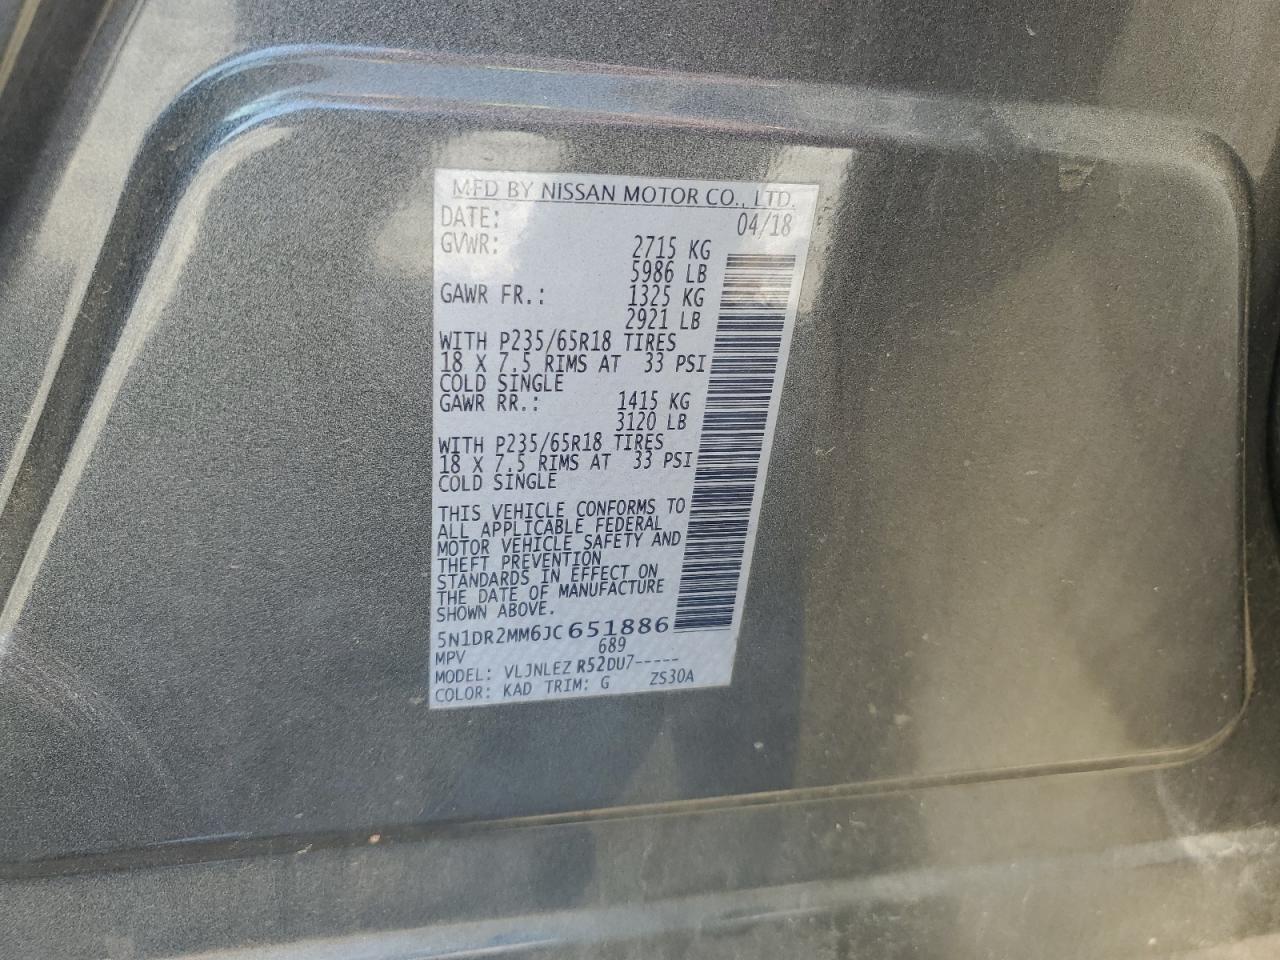 MFD BY NISSAN MOTOR CO., LTD.
DATE: 04/18
GVWR: 2715 KG
5986 LB
GAWR FR.: 1325 KG
2921 LB
WITH P235/65R18 TIRES
18 X 7.5 RIMS AT 33 PSI
COLD SINGLE
GAWR RR.: 1415 KG
3120 LB
WITH P235/65R18 TIRES
18 X 7.5 RIMS AT 33 PSI
COLD SINGLE
THIS VEHICLE CONFORMS TO
ALL APPLICABLE FEDERAL
MOTOR VEHICLE SAFETY AND
THEFT PREVENTION
STANDARDS IN EFFECT ON
THE DATE OF MANUFACTURE
SHOWN ABOVE.
5N1DR2MM6JC651886
MPV 689
MODEL: VLJNLEZ R52DU7-----
COLOR: KAD TRIM: G ZS30A